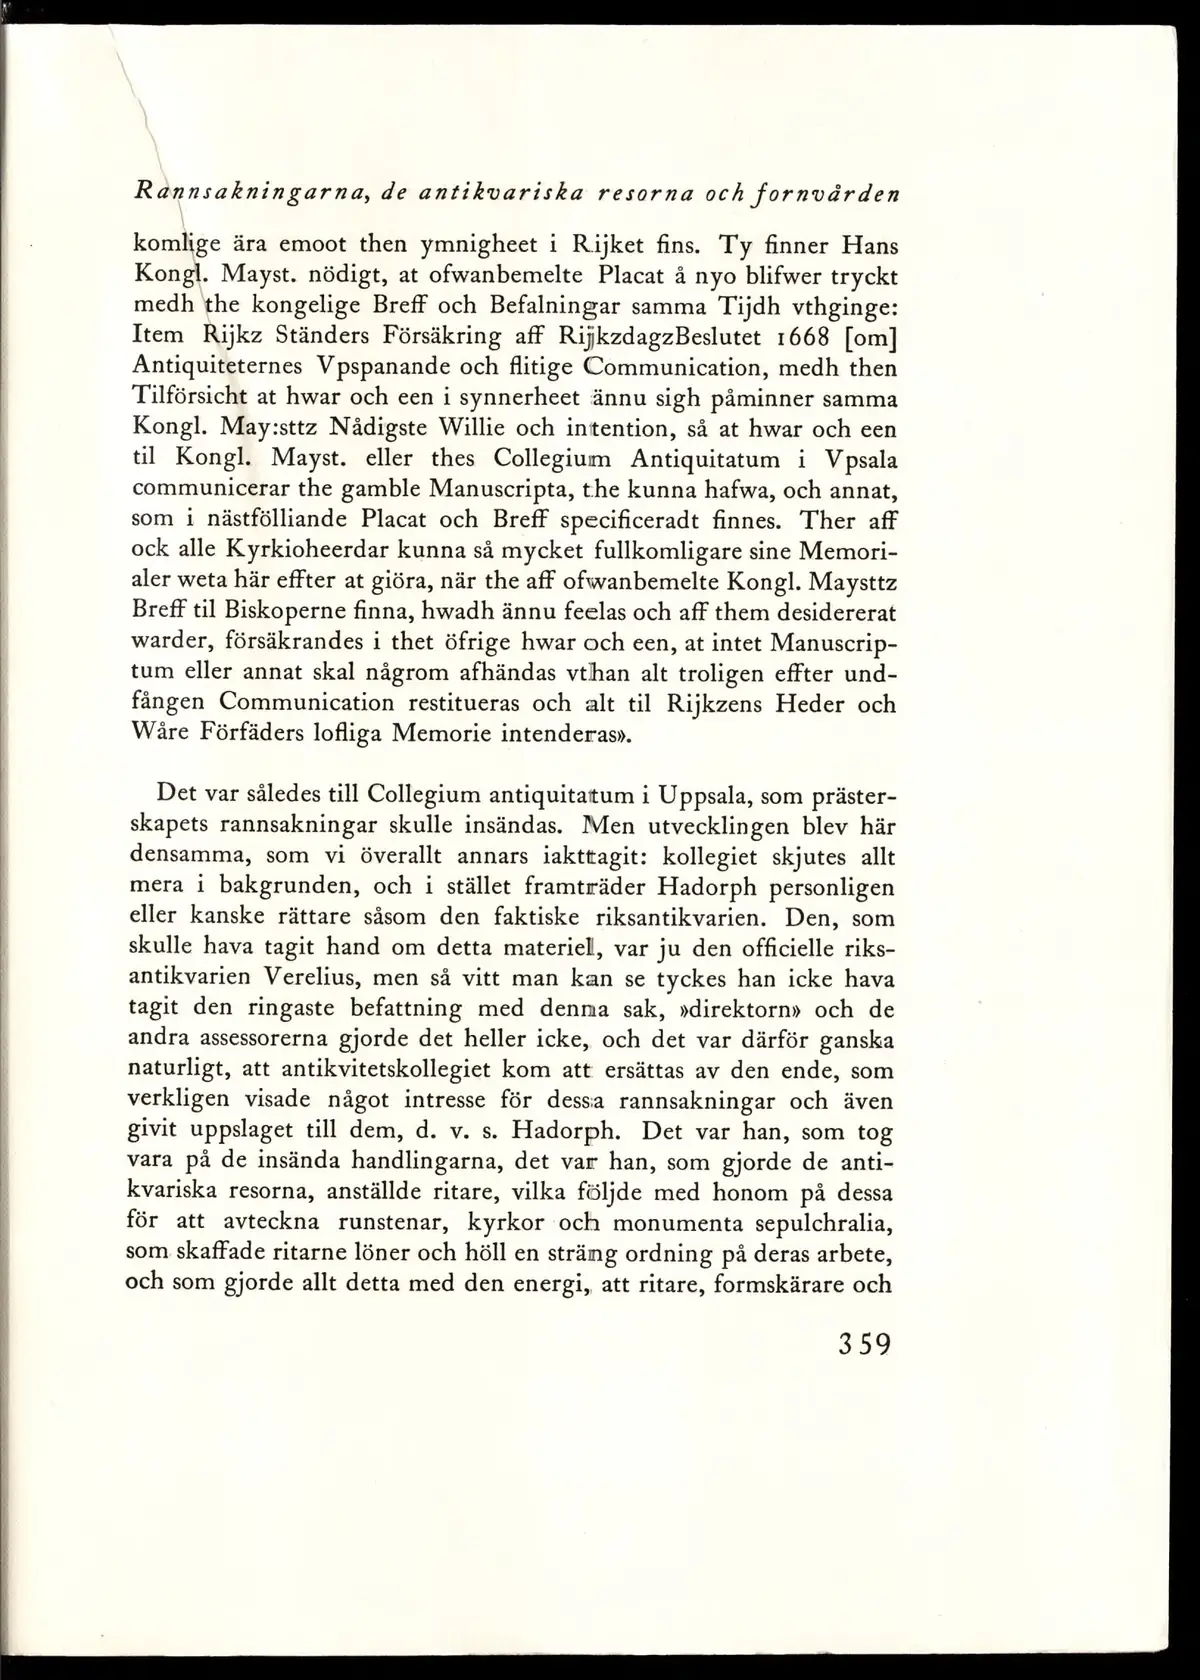 Rannsakningarna, de antikvariska resorna och fornvården
komlige ära emoot then ymnigheet i Rijket fins. Ty finner Hans
Kongl. Mayst. nödigt, at ofwanbemelte Placat å nyo blifwer tryckt
medh the kongelige Breff och Befalningar samma Tijdh vthginge:
Item Rijkz Ständers Försäkring aff RijkzdagzBeslutet 1668 [om]
Antiquiteternes Vpspanande och flitige Communication, medh then
Tilförsicht at hwar och een i synnerheet ännu sigh påminner samma
Kongl. May:sttz Nådigste Willie och intention, så at hwar och een
til Kongl. Mayst. eller thes Collegium Antiquitatum i Vpsala
communicerar the gamble Manuscripta, the kunna hafwa, och annat,
som i nästfölliande Placat och Breff specificeradt finnes. Ther aff
ock alle Kyrkioheerdar kunna så mycket fullkomligare sine Memori-
aler weta här effter at giöra, när the aff ofwanbemelte Kongl. Maysttz
Breff til Biskoperne finna, hwadh ännu feelas och aff them desidererat
warder, försäkrandes i thet öfrige hwar och een, at intet Manuscrip-
tum eller annat skal någrom afhändas vthan alt troligen effter und-
fången Communication restitueras och alt til Rijkzens Heder och
Wåre Förfäders lofliga Memorie intenderas».
Det var således till Collegium antiquitatum i Uppsala, som präster-
skapets rannsakningar skulle insändas. Men utvecklingen blev här
densamma, som vi överallt annars iakttagit: kollegiet skjutes allt
mera i bakgrunden, och i stället framträder Hadorph personligen
eller kanske rättare såsom den faktiske riksantikvarien. Den, som
skulle hava tagit hand om detta materiel, var ju den officielle riks-
antikvarien Verelius, men så vitt man kan se tyckes han icke hava
tagit den ringaste befattning med denna sak, »direktorn» och de
andra assessorerna gjorde det heller icke, och det var därför ganska
naturligt, att antikvitetskollegiet kom att ersättas av den ende, som
verkligen visade något intresse för dessa rannsakningar och även
givit uppslaget till dem, d. v. s. Hadorph. Det var han, som tog
vara på de insända handlingarna, det var han, som gjorde de anti-
kvariska resorna, anställde ritare, vilka följde med honom på dessa
för att avteckna runstenar, kyrkor och monumenta sepulchralia,
som skaffade ritarne löner och höll en sträng ordning på deras arbete,
och som gjorde allt detta med den energi, att ritare, formskärare och
359